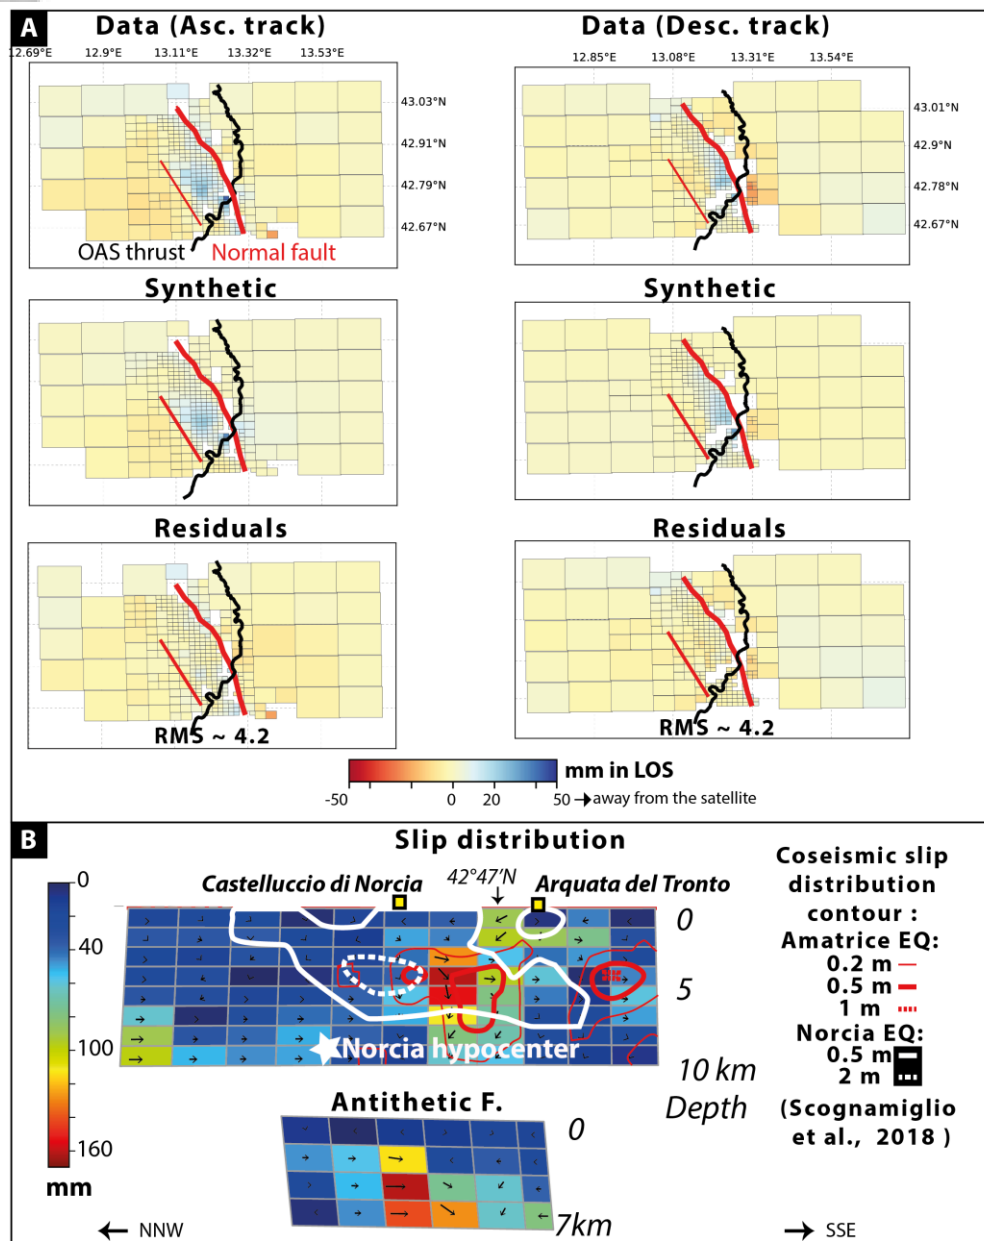 A
Data (Asc. track)
Data (Desc. track)
12.69°E 12.9°E 13.11°E 13.32°E 13.53°E
12.85°E 13.08°E 13.31°E 13.54°E
43.03°N
42.91°N
42.79°N
42.67°N
43.01°N
42.9°N
42.78°N
42.67°N
OAS thrust Normal fault
Synthetic
Synthetic
Residuals
Residuals
RMS ~ 4.2
RMS ~ 4.2
mm in LOS
-50 0 20 50 → away from the satellite
B
Slip distribution
0
40
100
160
mm
Castelluccio di Norcia
42°47'N
Arquata del Tronto
0
5
10 km
Depth
Norcia hypocenter
Coseismic slip
distribution
contour :
Amatrice EQ:
0.2 m
0.5 m
1 m
Norcia EQ:
0.5 m
2 m
(Scognamiglio
et al., 2018 )
Antithetic F.
0
7km
← NNW
→ SSE